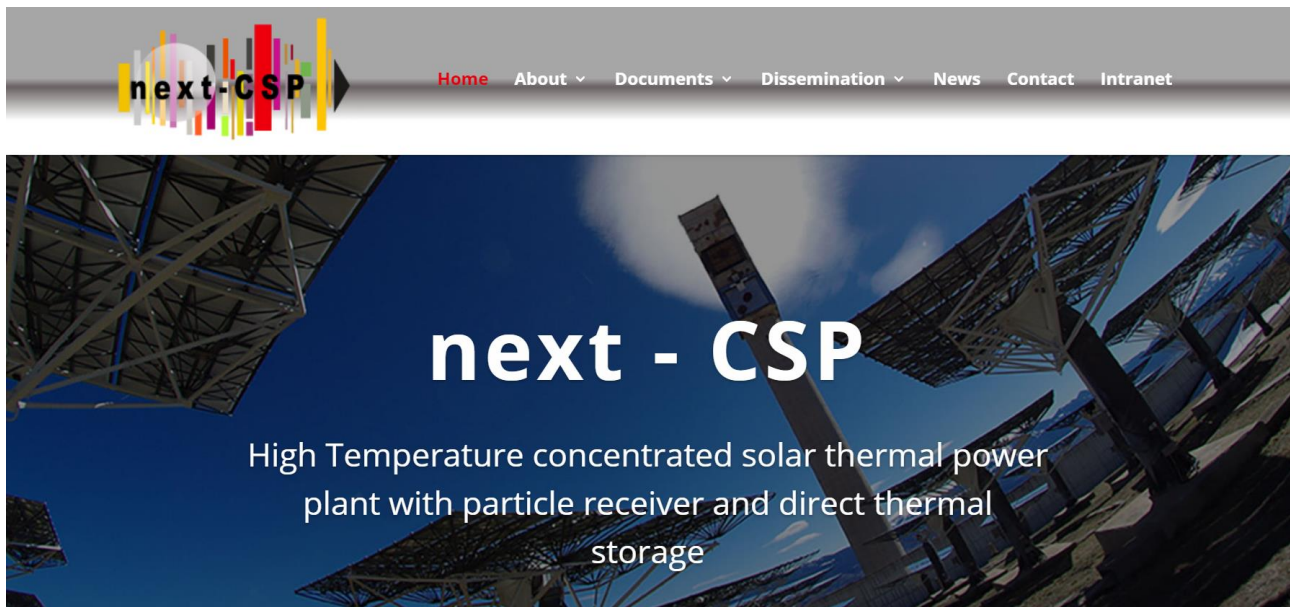 next-CSP
Home About Documents Dissemination News Contact Intranet
next - CSP
High Temperature concentrated solar thermal power
plant with particle receiver and direct thermal
storage